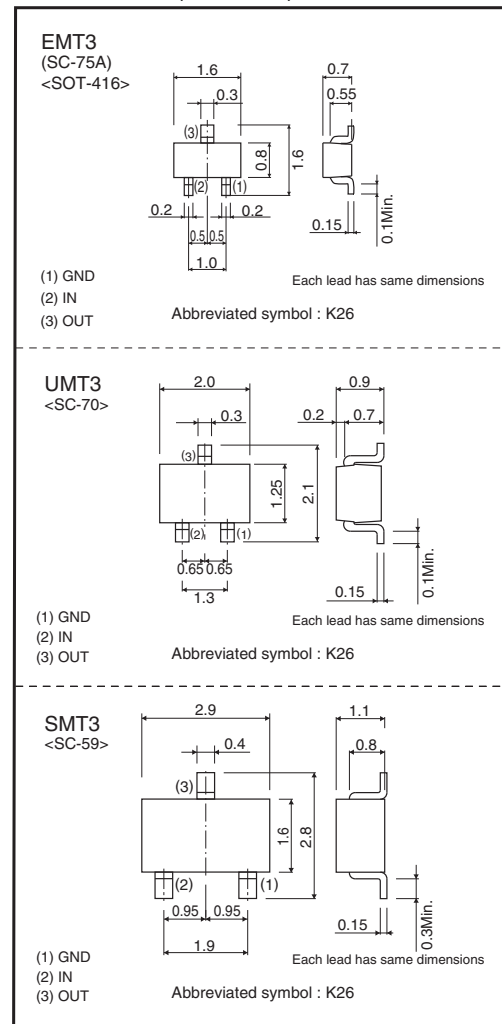 EMT3
(SC-75A)
<SOT-416>
1.6
0.3
(3)
0.8
1.6
(2)
(1)
0.2
0.2
0.5 0.5
1.0
0.7
0.55
0.15
0.1Min.
Each lead has same dimensions
(1) GND
(2) IN
(3) OUT
Abbreviated symbol : K26
UMT3
<SC-70>
2.0
0.3
(3)
1.25
2.1
(2)
(1)
0.65 0.65
1.3
0.9
0.2
0.7
0.15
0.1Min.
Each lead has same dimensions
(1) GND
(2) IN
(3) OUT
Abbreviated symbol : K26
SMT3
<SC-59>
2.9
0.4
(3)
1.6
2.8
(2)
(1)
0.95 0.95
1.9
1.1
0.8
0.15
0.3Min.
Each lead has same dimensions
(1) GND
(2) IN
(3) OUT
Abbreviated symbol : K26